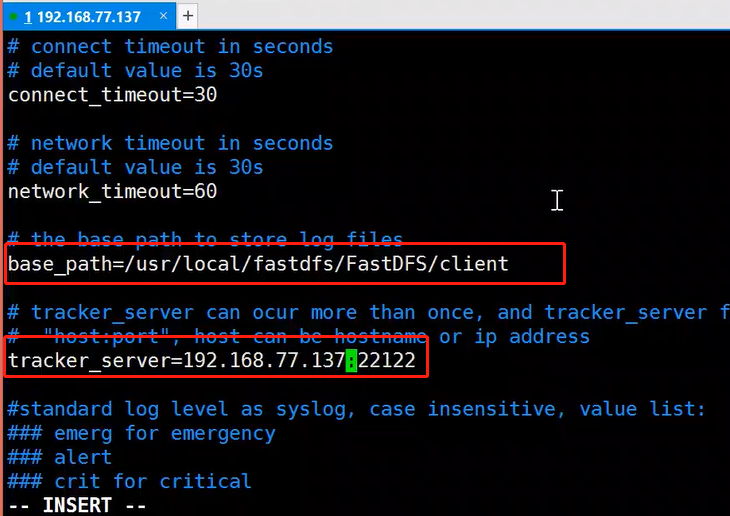 1 192.168.77.137 × +
# connect timeout in seconds
# default value is 30s
connect_timeout=30
# network timeout in seconds
# default value is 30s
network_timeout=60
# the base path to store log files
base_path=/usr/local/fastdfs/FastDFS/client
# tracker_server can ocur more than once, and tracker_server f
#  "host:port", host can be hostname or ip address
tracker_server=192.168.77.137:22122
#standard log level as syslog, case insensitive, value list:
### emerg for emergency
### alert
### crit for critical
-- INSERT --